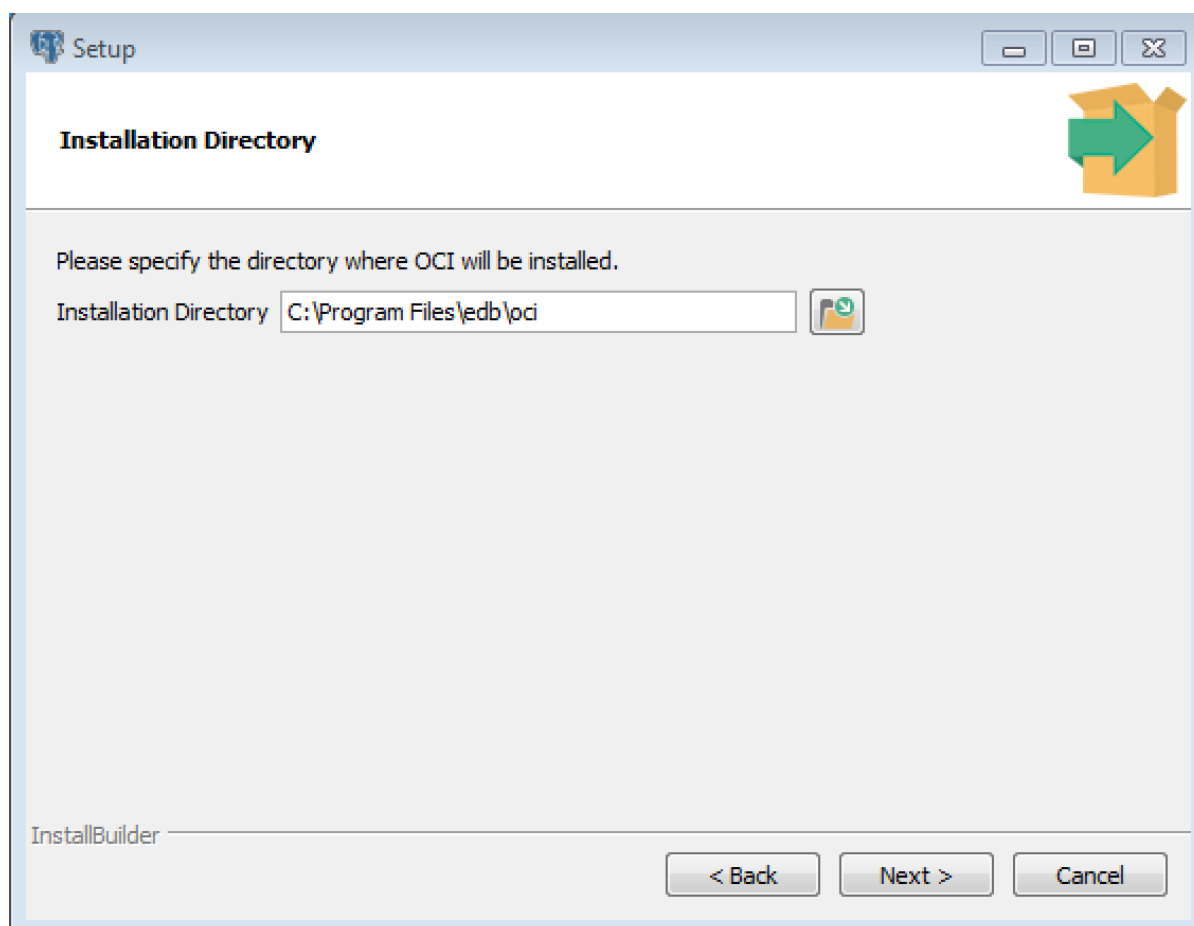 Setup
Installation Directory
Please specify the directory where OCI will be installed.
Installation Directory C:\Program Files\edb\oci
InstallBuilder
< Back Next > Cancel